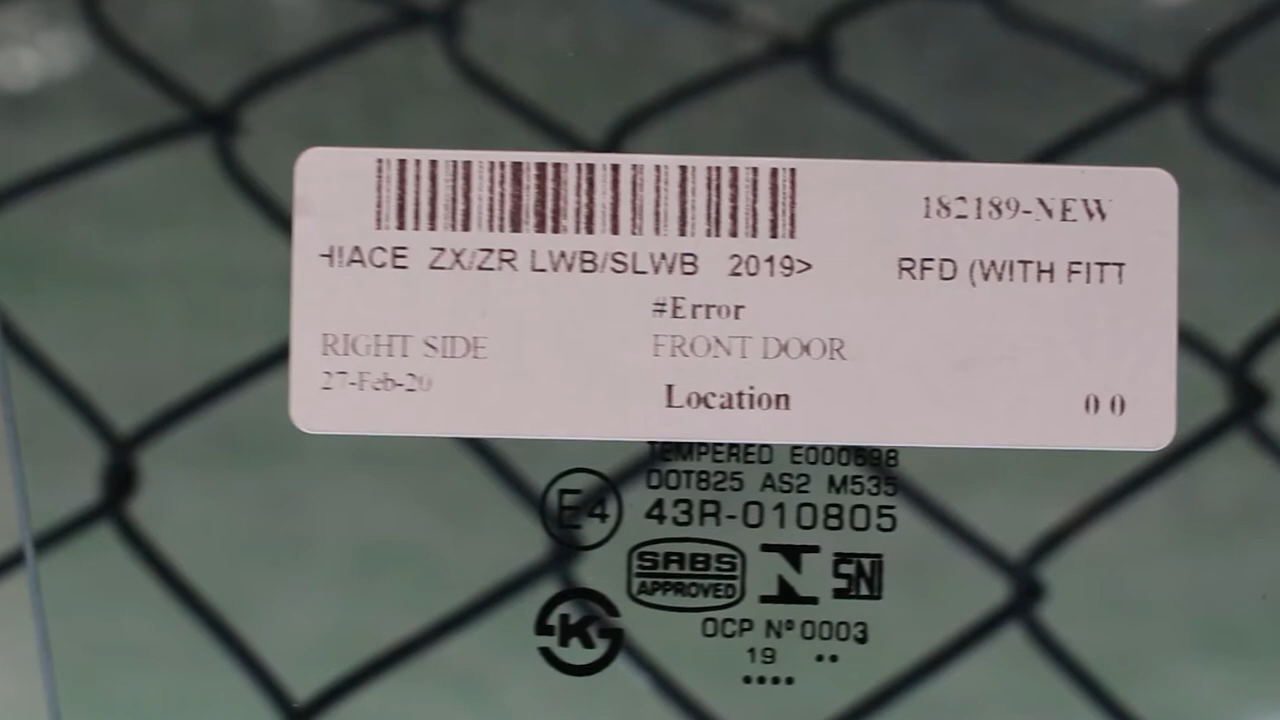 182189-NEW
HIACE ZX/ZR LWB/SLWB 2019> RFD (WITH FITT
#Error
RIGHT SIDE FRONT DOOR
27-Feb-20
Location 0 0
TEMPERED E000698
DOT825 AS2 M535
E4 43R-010805
SABS
APPROVED
SNI
K
OCP Nº 0003
19 ••
••••